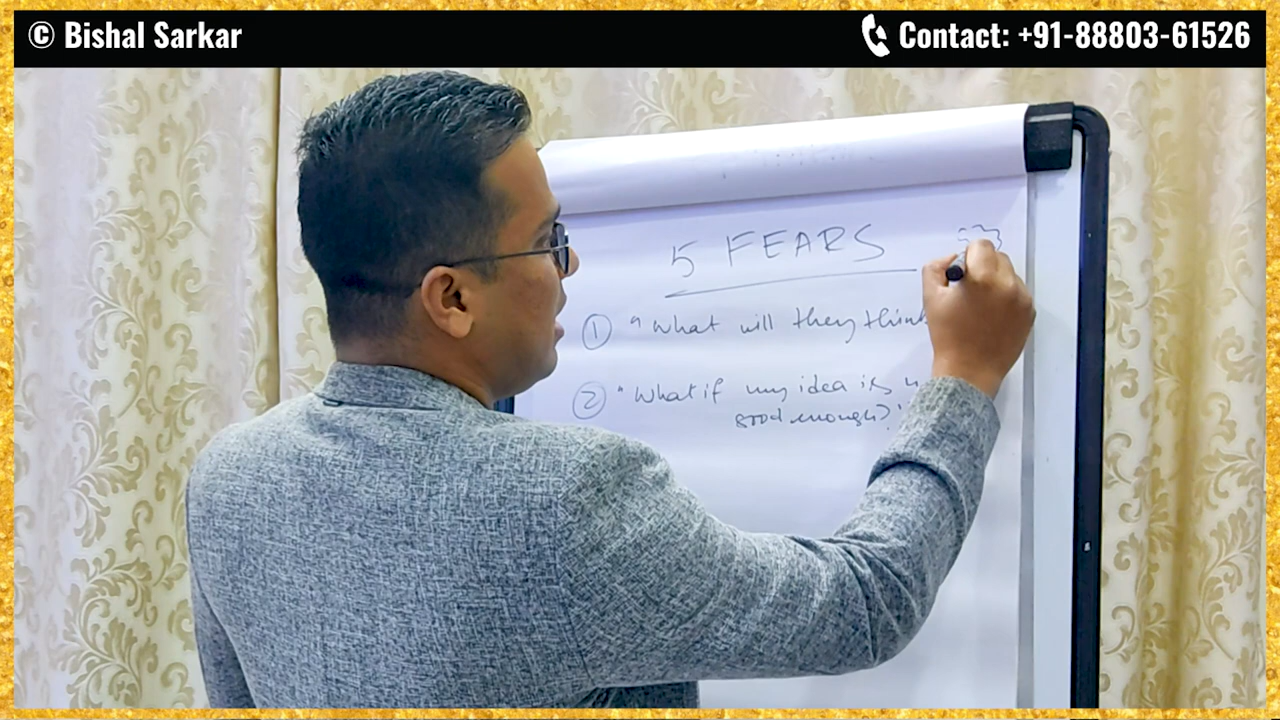 © Bishal Sarkar
Contact: +91-88803-61526
5 FEARS
① "What will they think
② "What if my idea is
good enough?"